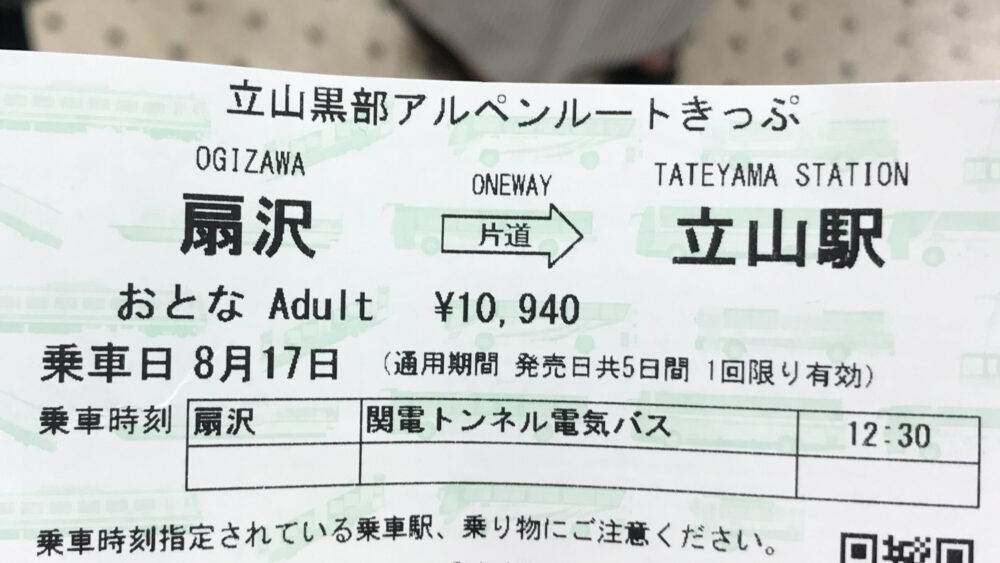 立山黒部アルペンルートきっぷ
OGIZAWA ONEWAY TATEYAMA STATION
扇沢 片道 立山駅
おとな Adult ¥10,940
乗車日 8月17日 (通用期間 発売日共5日間 1回限り有効)
乗車時刻 扇沢 関電トンネル電気バス 12:30
乗車時刻指定されている乗車駅、乗り物にご注意ください。